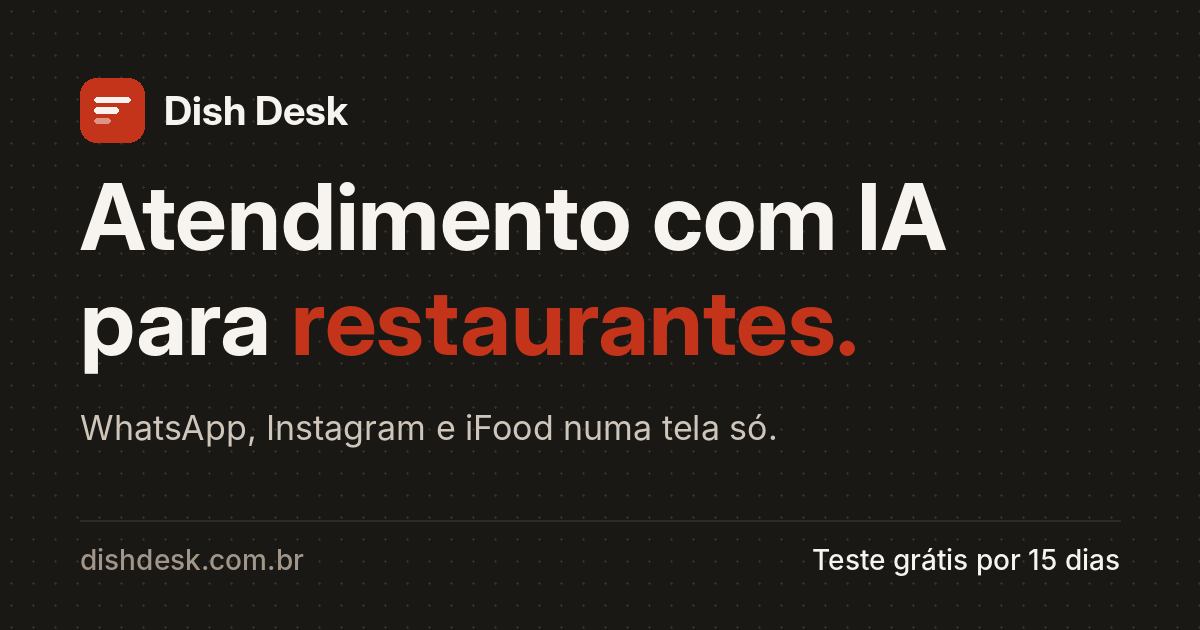 Dish Desk
Atendimento com IA
para restaurantes.
WhatsApp, Instagram e iFood numa tela só.
dishdesk.com.br
Teste grátis por 15 dias